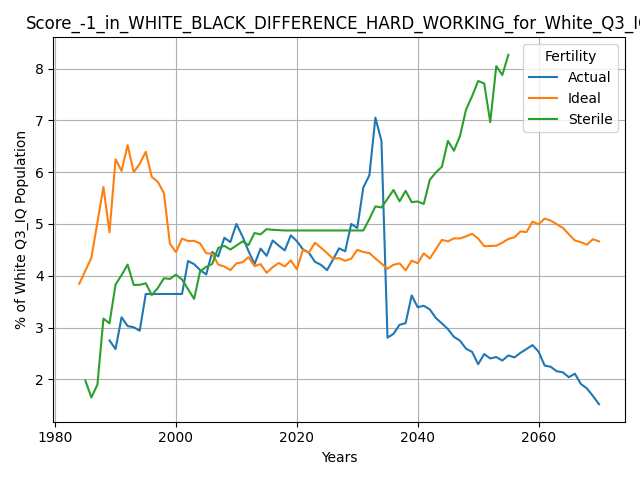 Score_-1_in_WHITE_BLACK_DIFFERENCE_HARD_WORKING_for_White_Q3_IQ
Fertility
Actual
Ideal
Sterile
8
7
6
5
4
3
2
% of White Q3_IQ Population
1980
2000
2020
2040
2060
Years